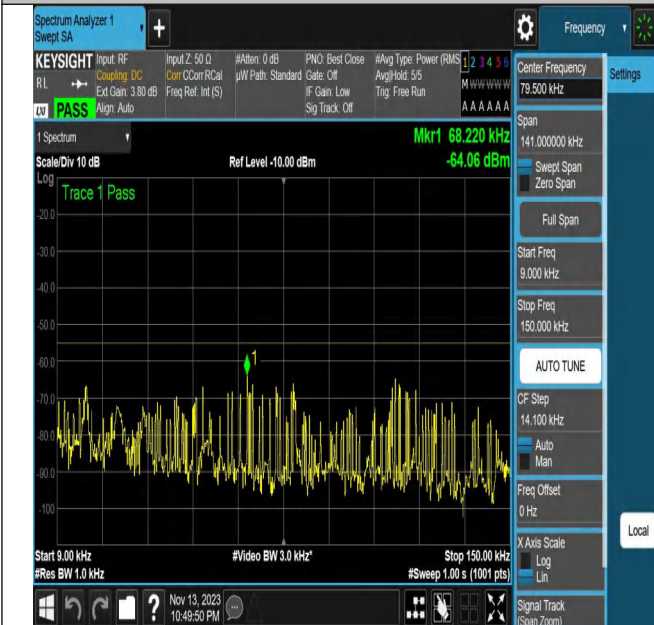 Spectrum Analyzer 1
Swept SA
+
Frequency
KEYSIGHT
RL
LXI
PASS
Input: RF
Coupling: DC
Ext Gain: 3.80 dB
Align: Auto
Input Z: 50 Ω
Corr CCorr RCal
Freq Ref: Int (S)
#Atten: 0 dB
µW Path: Standard
PNO: Best Close
Gate: Off
IF Gain: Low
Sig Track: Off
#Avg Type: Power (RMS
Avg|Hold: 5/5
Trig: Free Run
1 2 3 4 5 6
M W W W W W
A A A A A A
1 Spectrum
Scale/Div 10 dB
Ref Level -10.00 dBm
Mkr1 68.220 kHz
-64.06 dBm
Log
Trace 1 Pass
-20.0
-30.0
-40.0
-50.0
-60.0
-70.0
-80.0
-90.0
-100
1
Start 9.00 kHz
#Res BW 1.0 kHz
#Video BW 3.0 kHz*
Stop 150.00 kHz
#Sweep 1.00 s (1001 pts)
?
Nov 13, 2023
10:49:50 PM
Center Frequency
79.500 kHz
Settings
Span
141.000000 kHz
Swept Span
Zero Span
Full Span
Start Freq
9.000 kHz
Stop Freq
150.000 kHz
AUTO TUNE
CF Step
14.100 kHz
Auto
Man
Freq Offset
0 Hz
Local
X Axis Scale
Log
Lin
Signal Track
(Span Zoom)